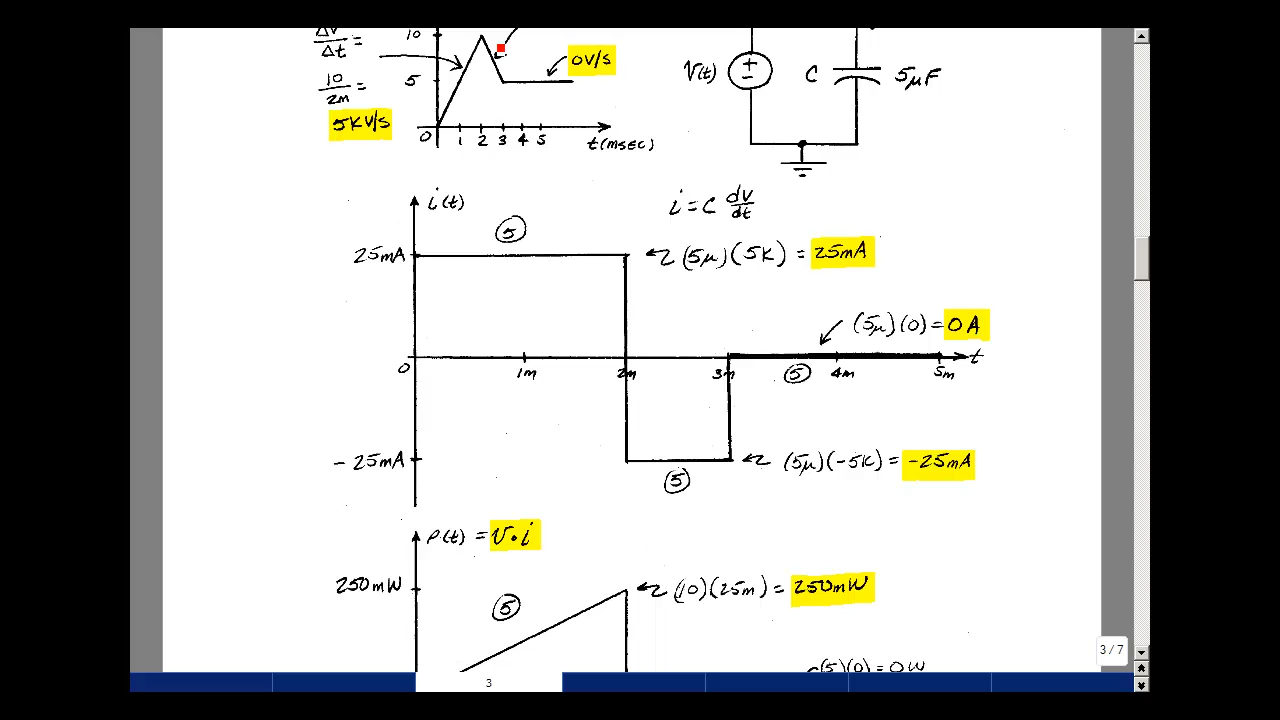 ΔV
Δt =
10
2m =
5KV/S
10
5
0
1 2 3 4 5
t(msec)
0V/S
V(t)
+
−
C
5μF
i(t)
i = C dv/dt
5
25mA
(5μ)(5K) = 25mA
(5μ)(0) = 0A
t
0
1m 2m 3m 4m 5m
5
-25mA
(5μ)(-5K) = -25mA
5
P(t) = V·i
250mW
(10)(25m) = 250mW
5
(5)(0) = 0W
3 / 7
3